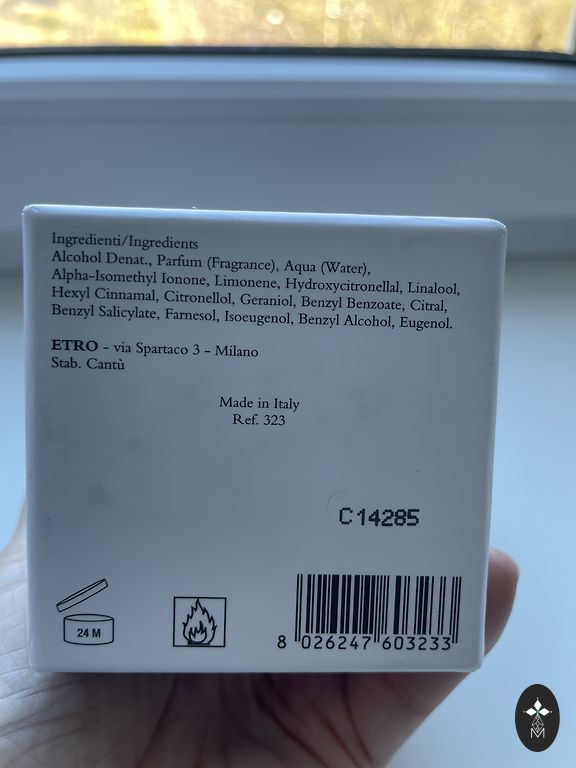 Ingredienti/Ingredients
Alcohol Denat., Parfum (Fragrance), Aqua (Water),
Alpha-Isomethyl Ionone, Limonene, Hydroxycitronellal, Linalool,
Hexyl Cinnamal, Citronellol, Geraniol, Benzyl Benzoate, Citral,
Benzyl Salicylate, Farnesol, Isoeugenol, Benzyl Alcohol, Eugenol.
ETRO - via Spartaco 3 - Milano
Stab. Cantù
Made in Italy
Ref. 323
C14285
24 M
8 026247 603233
M